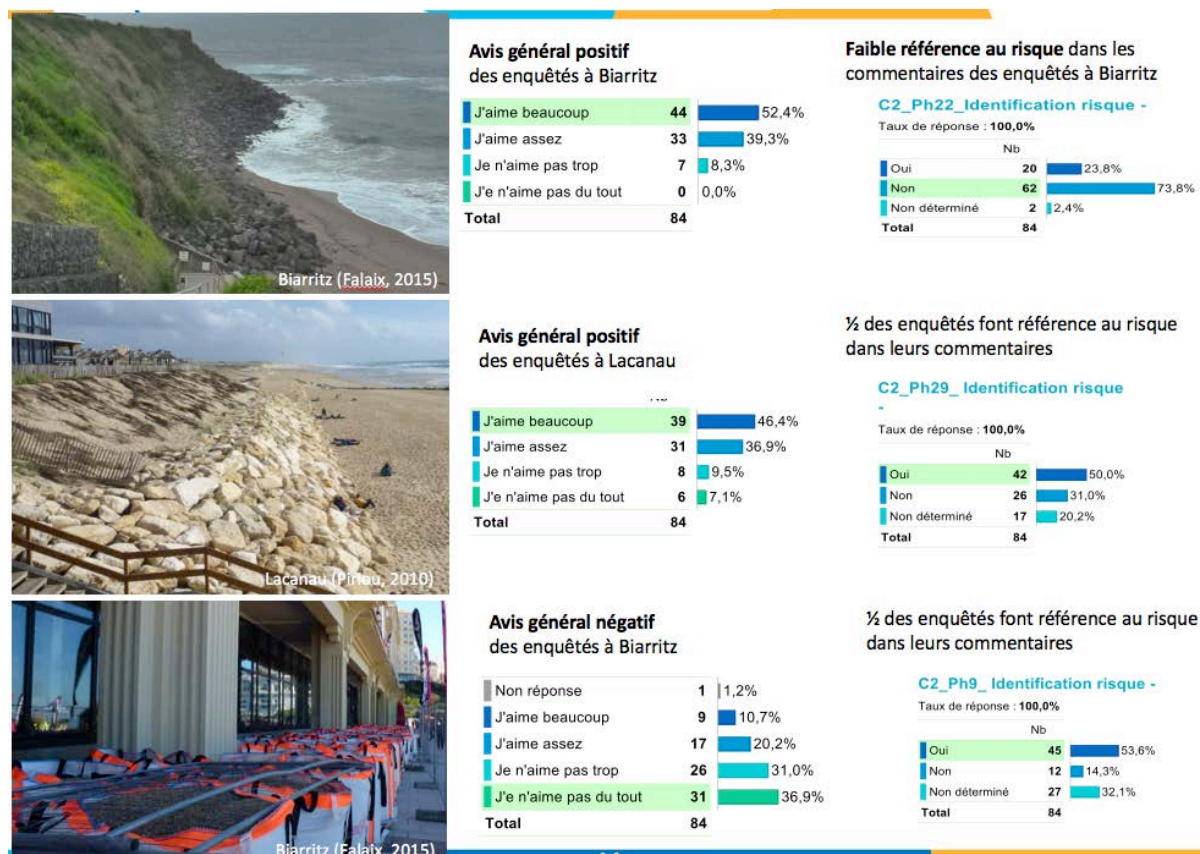 Avis général positif
des enquêtés à Biarritz
J'aime beaucoup 44 52,4%
J'aime assez 33 39,3%
Je n'aime pas trop 7 8,3%
J'e n'aime pas du tout 0 0,0%
Total 84
Faible référence au risque dans les
commentaires des enquêtés à Biarritz
C2_Ph22_Identification risque -
Taux de réponse : 100,0%
Nb
Oui 20 23,8%
Non 62 73,8%
Non déterminé 2 2,4%
Total 84
Biarritz (Falaix, 2015)
Avis général positif
des enquêtés à Lacanau
J'aime beaucoup 39 46,4%
J'aime assez 31 36,9%
Je n'aime pas trop 8 9,5%
J'e n'aime pas du tout 6 7,1%
Total 84
½ des enquêtés font référence au risque
dans leurs commentaires
C2_Ph29_ Identification risque
-
Taux de réponse : 100,0%
Nb
Oui 42 50,0%
Non 26 31,0%
Non déterminé 17 20,2%
Total 84
Lacanau (Piriou, 2010)
Avis général négatif
des enquêtés à Biarritz
Non réponse 1 1,2%
J'aime beaucoup 9 10,7%
J'aime assez 17 20,2%
Je n'aime pas trop 26 31,0%
J'e n'aime pas du tout 31 36,9%
Total 84
½ des enquêtés font référence au risque
dans leurs commentaires
C2_Ph9_ Identification risque -
Taux de réponse : 100,0%
Nb
Oui 45 53,6%
Non 12 14,3%
Non déterminé 27 32,1%
Total 84
Biarritz (Falaix, 2015)